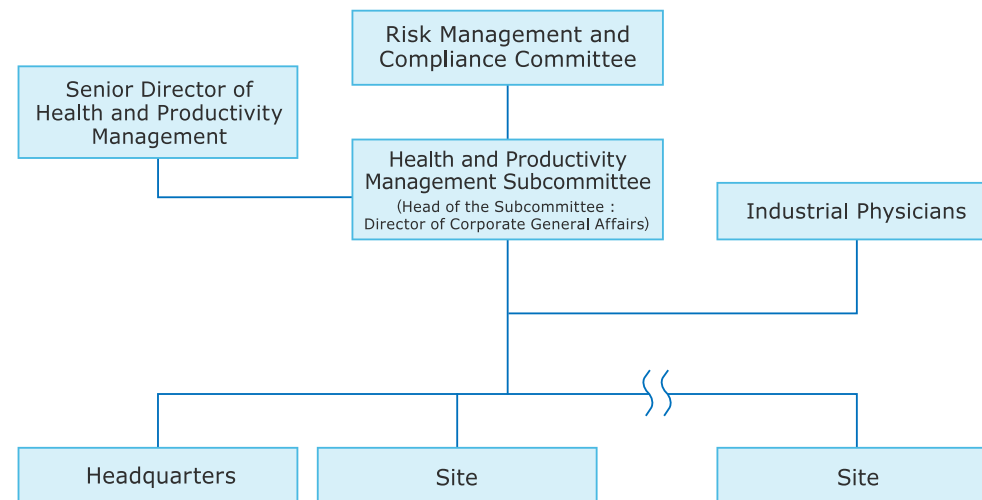 Risk Management and
Compliance Committee
Senior Director of
Health and Productivity
Management
Health and Productivity
Management Subcommittee
(Head of the Subcommittee :
Director of Corporate General Affairs)
Industrial Physicians
Headquarters
Site
Site